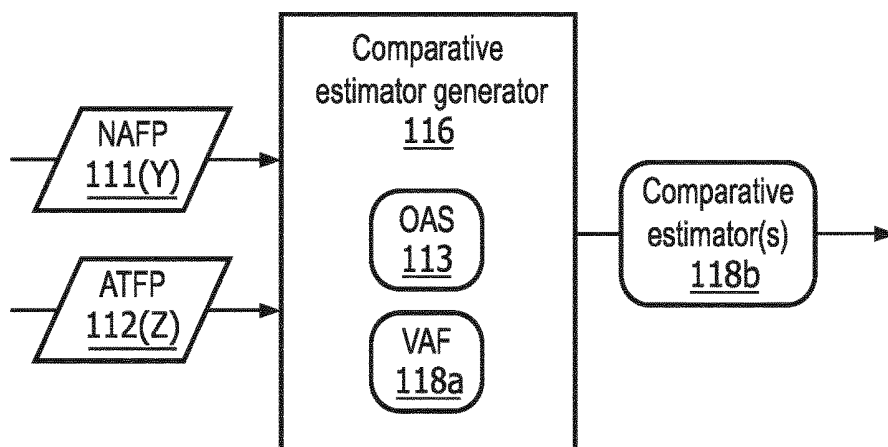 Comparative
estimator generator
116
NAFP
111(Y)
ATFP
112(Z)
OAS
113
VAF
118a
Comparative
estimator(s)
118b